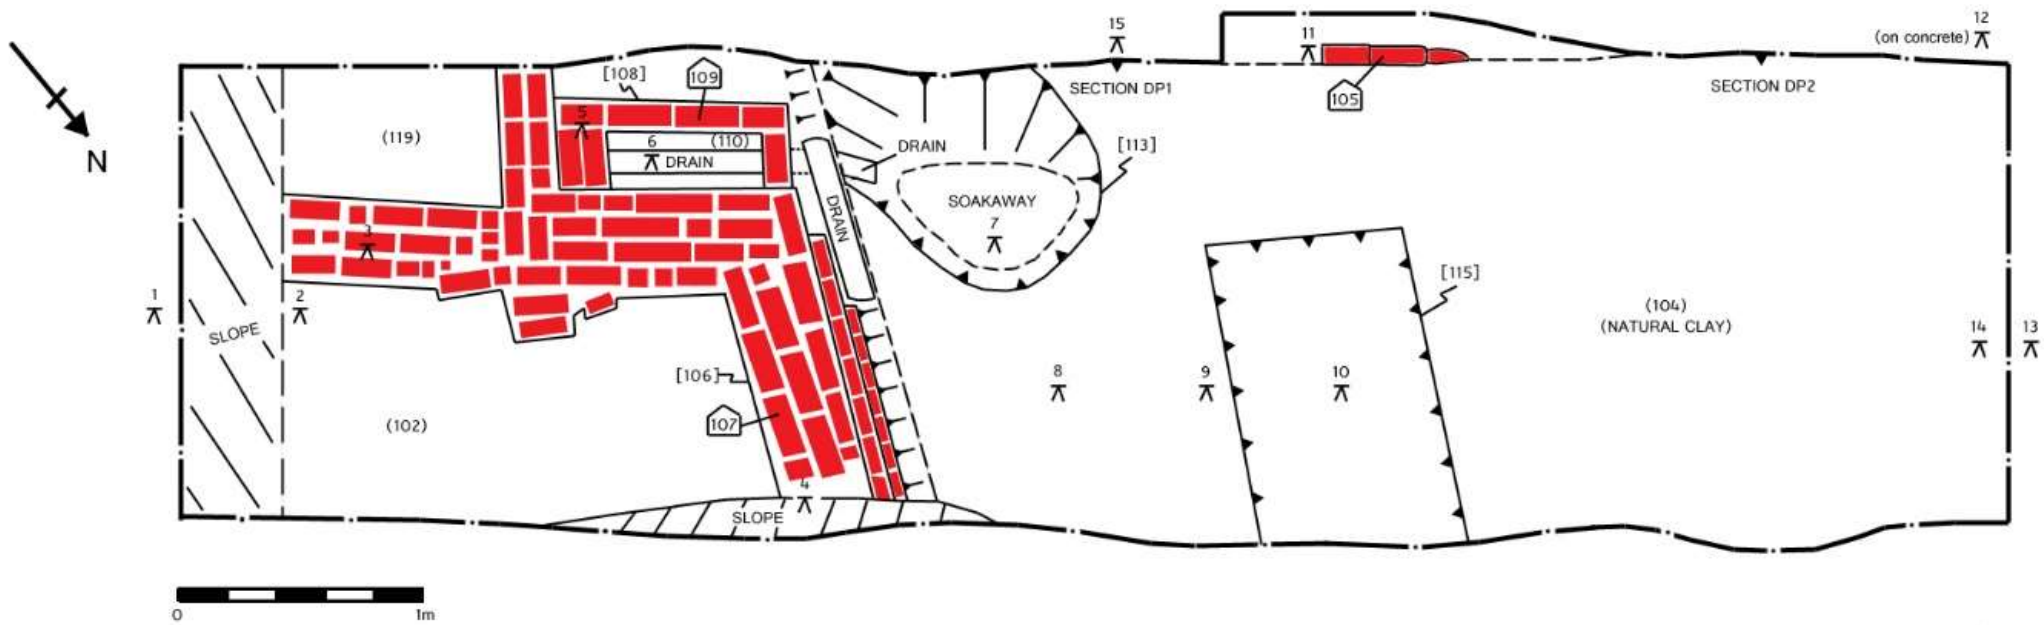 15
12
(on concrete)
11
[108]
109
SECTION DP1
105
SECTION DP2
N
(119)
5
6
(110)
DRAIN
DRAIN
[113]
SOAKAWAY
7
DRAIN
3
[115]
1
2
SLOPE
(104)
(NATURAL CLAY)
14
13
[106]
8
9
10
107
(102)
4
SLOPE
0
1m